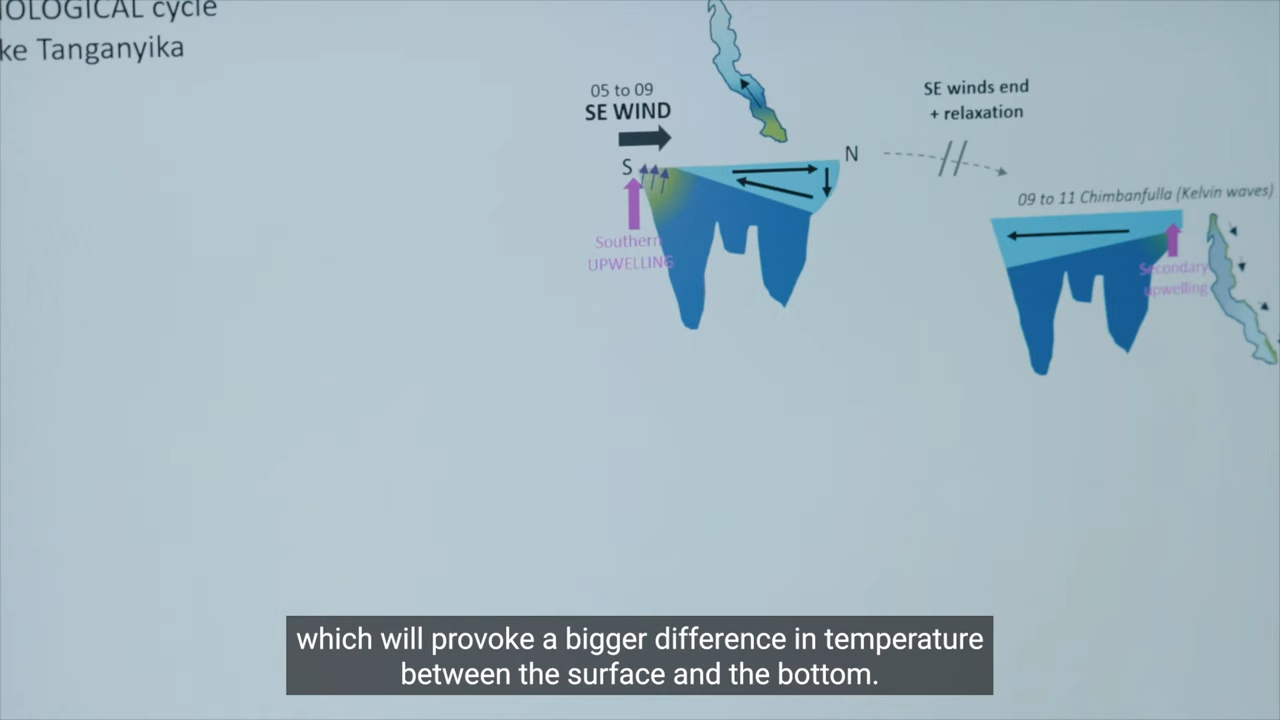 IOLOGICAL cycle
ke Tanganyika
05 to 09
SE WIND
S
N
Southern
UPWELLING
SE winds end
+ relaxation
09 to 11 Chimbanfulla (Kelvin waves)
Secondary
upwelling
which will provoke a bigger difference in temperature
between the surface and the bottom.